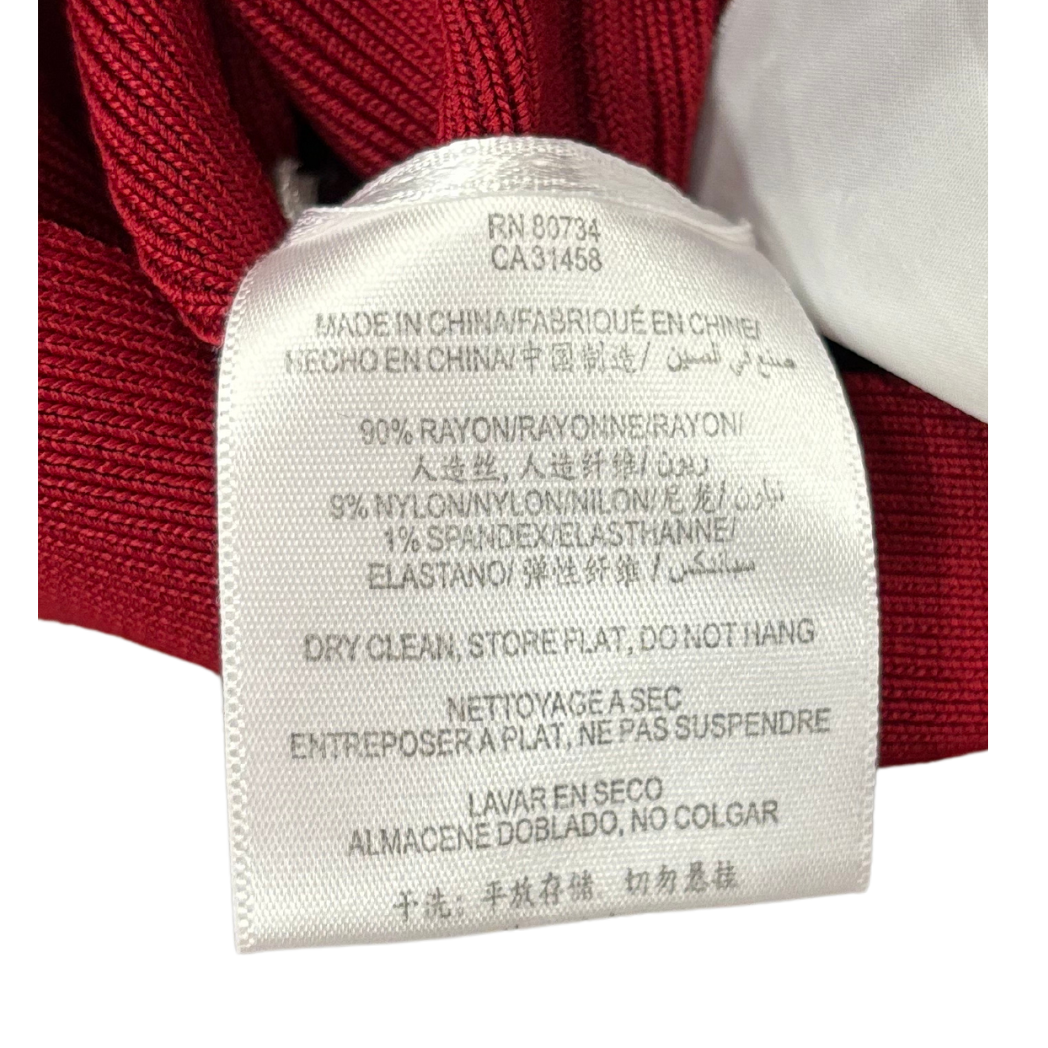 RN 80734
CA 31458
MADE IN CHINA/FABRIQUÉ EN CHINE/
HECHO EN CHINA/中国制造/ صنع في الصين
90% RAYON/RAYONNE/RAYON/
人造丝, 人造纤维/ ريون
9% NYLON/NYLON/NILON/尼龙/ نيلون
1% SPANDEX/ELASTHANNE/
ELASTANO/ 弹性纤维 / سباندكس
DRY CLEAN, STORE FLAT, DO NOT HANG
NETTOYAGE A SEC
ENTREPOSER A PLAT, NE PAS SUSPENDRE
LAVAR EN SECO
ALMACENE DOBLADO, NO COLGAR
干洗; 平放存储 切勿悬挂